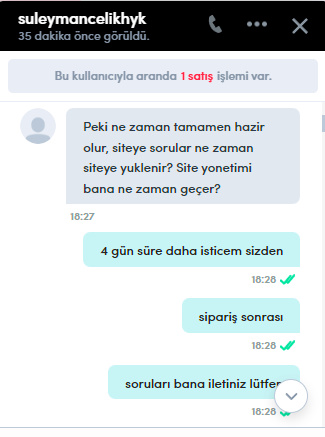 suleymancelikhyk
35 dakika önce görüldü.
Bu kullanıcıyla aranda 1 satış işlemi var.
Peki ne zaman tamamen hazir
olur, siteye sorular ne zaman
siteye yuklenir? Site yonetimi
bana ne zaman geçer?
18:27
4 gün süre daha isticem sizden
18:28
sipariş sonrası
18:28
soruları bana iletiniz lütfen
18:28